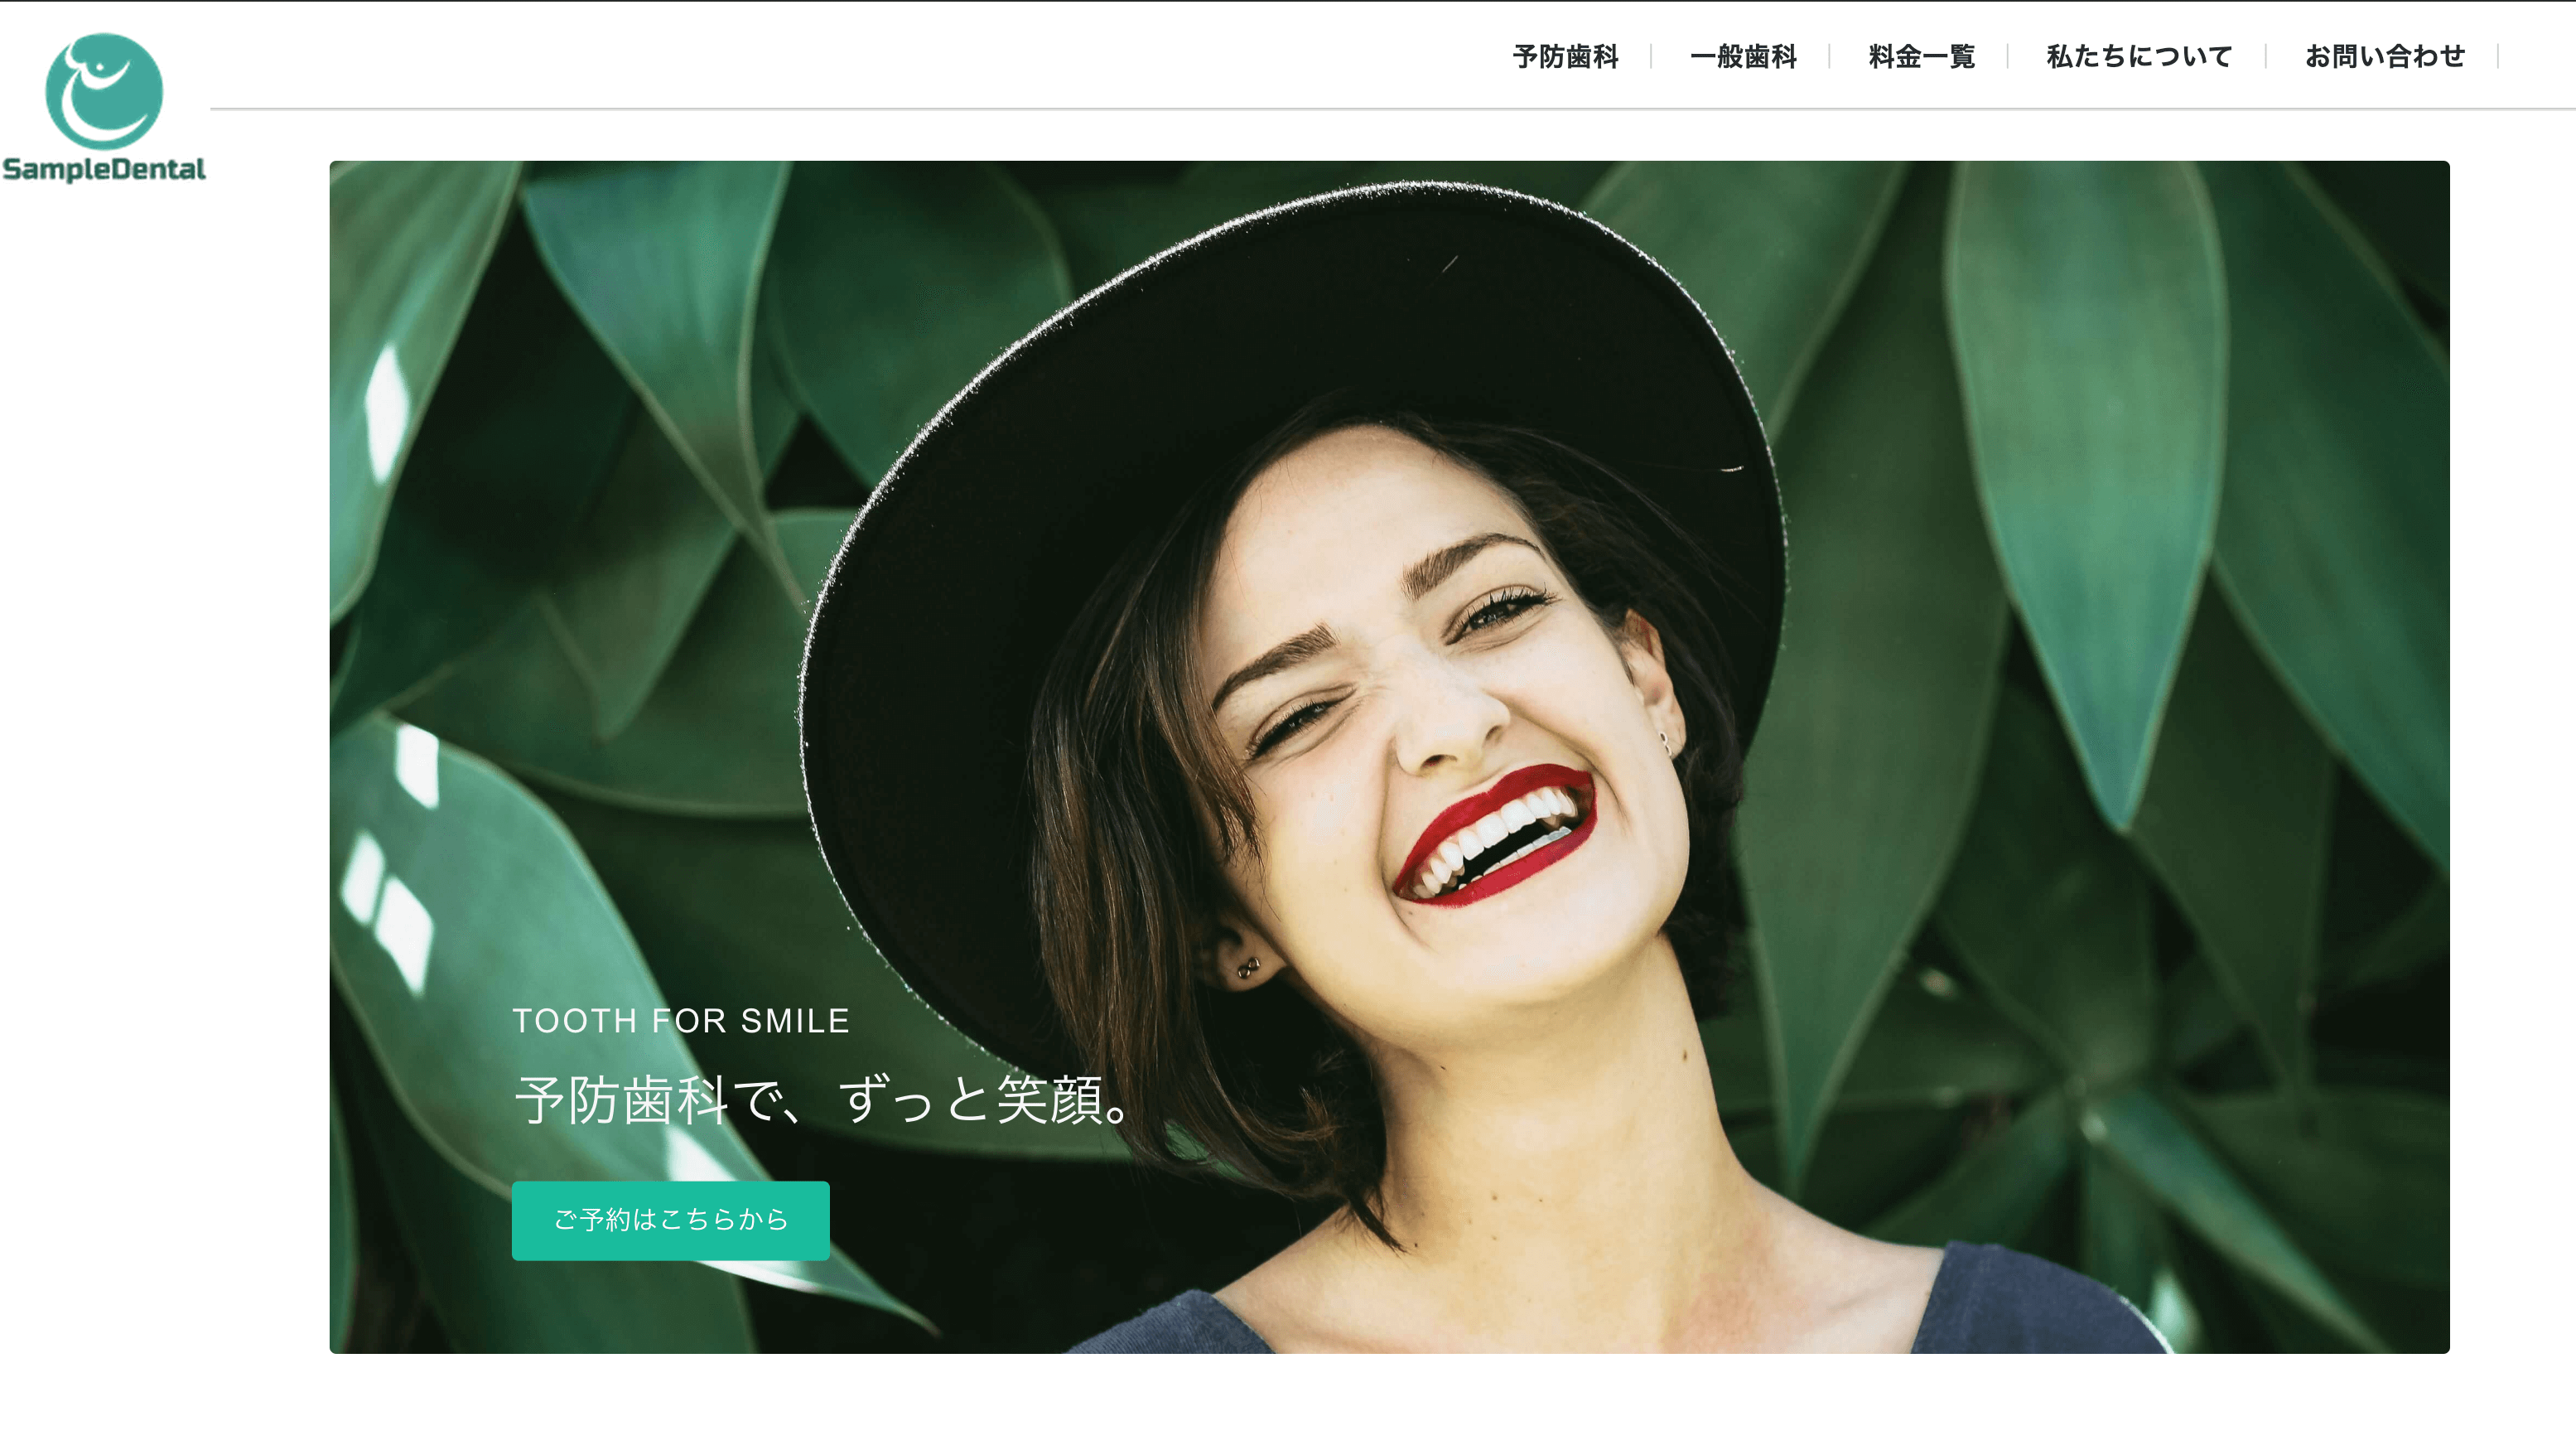 SampleDental
予防歯科
一般歯科
料金一覧
私たちについて
お問い合わせ
TOOTH FOR SMILE
予防歯科で、ずっと笑顔。
ご予約はこちらから